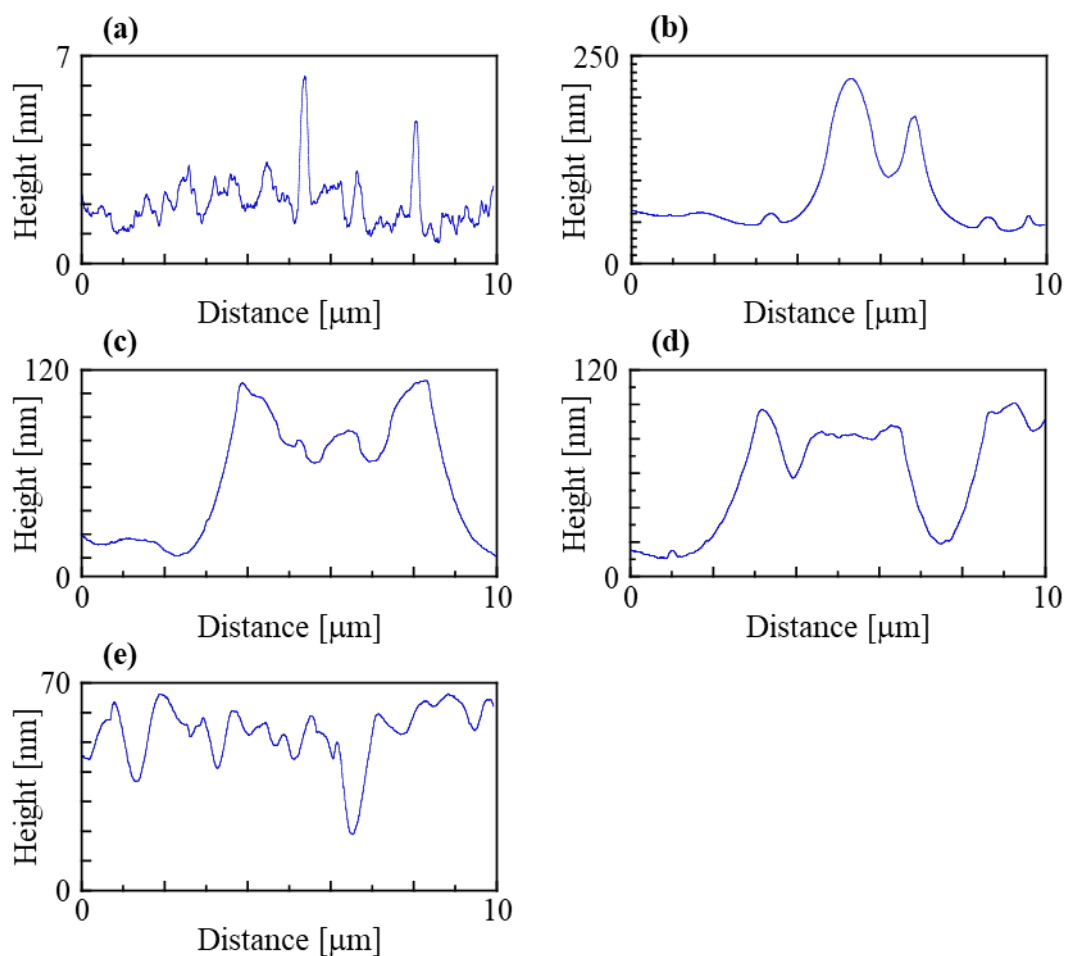 (a)
7
Height [nm]
0
0
10
Distance [μm]
(b)
250
Height [nm]
0
0
10
Distance [μm]
(c)
120
Height [nm]
0
0
10
Distance [μm]
(d)
120
Height [nm]
0
0
10
Distance [μm]
(e)
70
Height [nm]
0
0
10
Distance [μm]